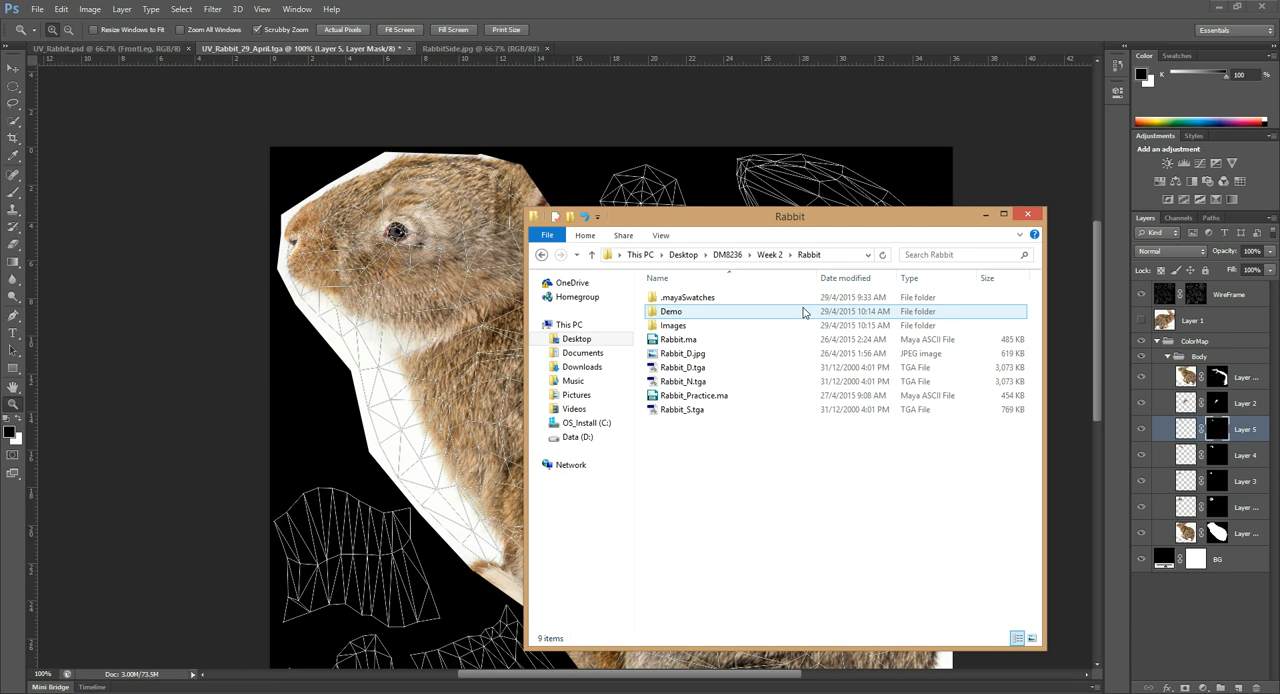 Ps File Edit Image Layer Type Select Filter 3D View Window Help
Resize Windows to Fit Zoom All Windows Scrubby Zoom Actual Pixels Fit Screen Fill Screen Print Size Essentials
UV_Rabbit.psd @ 66.7% (FrontLeg, RGB/8) × UV_Rabbit_29_April.tga @ 100% (Layer 5, Layer Mask/8) * × RabbitSide.jpg @ 66.7% (RGB/8#) ×
Color Swatches
K 100 %
Adjustments Styles
Add an adjustment
Layers Channels Paths
Kind
Normal Opacity: 100%
Lock: Fill: 100%
WireFrame
Layer 1
ColorMap
Body
Layer ...
Layer 2
Layer 5
Layer 4
Layer 3
Layer ...
Layer ...
BG
Rabbit
File Home Share View
This PC Desktop DM8236 Week 2 Rabbit Search Rabbit
Name Date modified Type Size
OneDrive
Homegroup
This PC
Desktop
Documents
Downloads
Music
Pictures
Videos
OS_Install (C:)
Data (D:)
Network
.mayaSwatches 29/4/2015 9:33 AM File folder
Demo 29/4/2015 10:14 AM File folder
Images 29/4/2015 10:15 AM File folder
Rabbit.ma 26/4/2015 2:24 AM Maya ASCII File 485 KB
Rabbit_D.jpg 26/4/2015 1:56 AM JPEG image 619 KB
Rabbit_D.tga 31/12/2000 4:01 PM TGA File 3,073 KB
Rabbit_N.tga 31/12/2000 4:01 PM TGA File 3,073 KB
Rabbit_Practice.ma 27/4/2015 9:08 AM Maya ASCII File 454 KB
Rabbit_S.tga 31/12/2000 4:01 PM TGA File 769 KB
9 items
100% Doc: 3.00M/73.5M
Mini Bridge Timeline